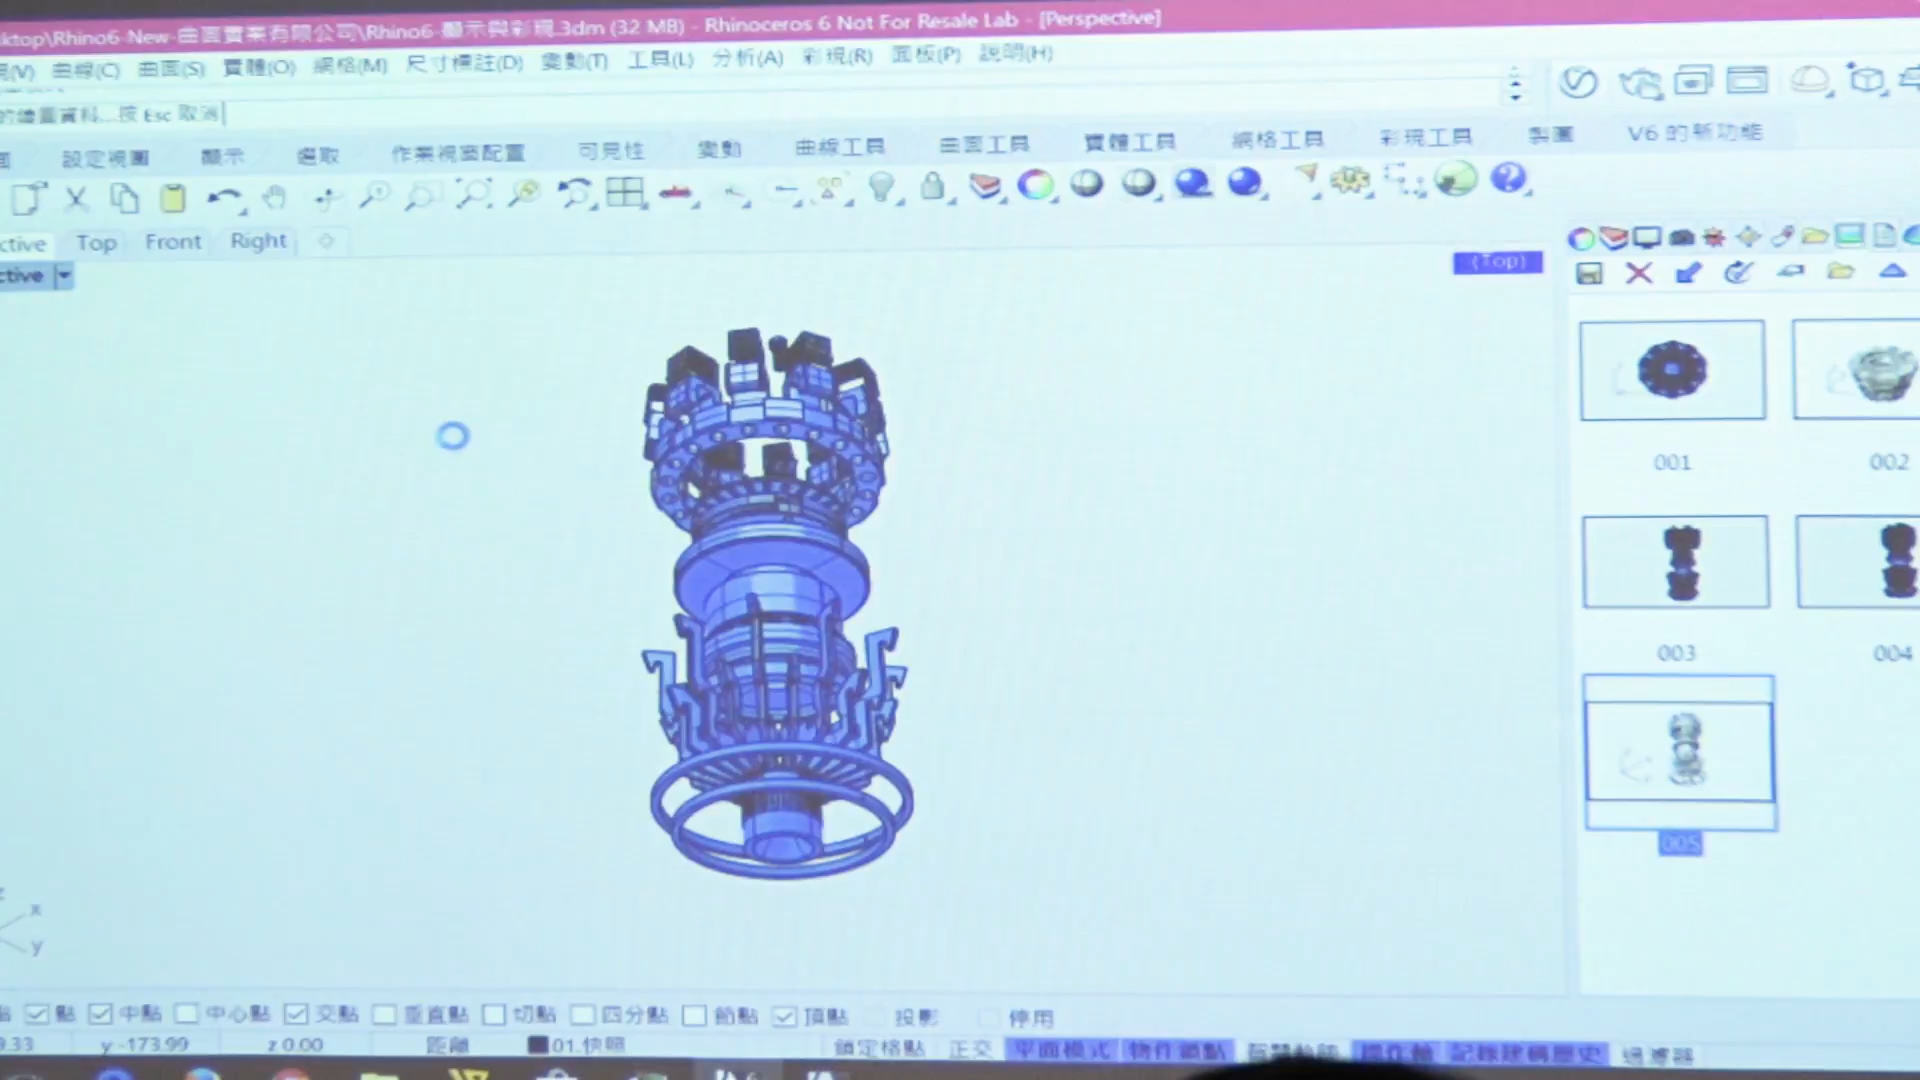 ktop\Rhino6-New-曲面實業有限公司\Rhino6-顯示與彩現.3dm (32 MB) - Rhinoceros 6 Not For Resale Lab - [Perspective]
(V) 曲線(C) 曲面(S) 實體(O) 網格(M) 尺寸標註(D) 變動(T) 工具(L) 分析(A) 彩現(R) 面板(P) 說明(H)
的繪圖資料...按 Esc 取消
面 設定視圖 顯示 選取 作業視窗配置 可見性 變動 曲線工具 曲面工具 實體工具 網格工具 彩現工具 製圖 V6 的新功能
ctive Top Front Right
ctive
(Top)
001 002
003 004
005
z x y
點 中點 中心點 交點 垂直點 切點 四分點 節點 頂點 投影 停用
9.33 y -173.99 z 0.00 距離 01.快照 鎖定格點 正交 平面模式 物件鎖點 智慧軌跡 操作軸 記錄建構歷史 過濾器